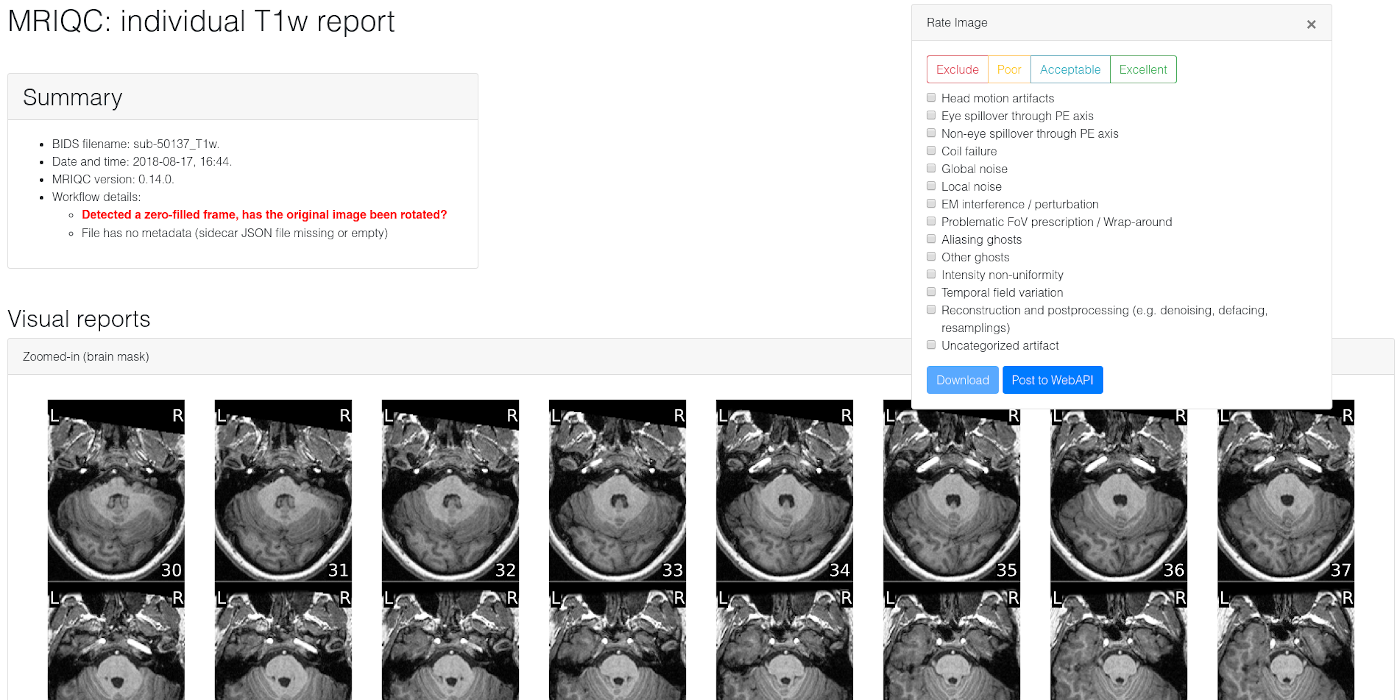 MRIQC: individual T1w report
Summary
BIDS filename: sub-50137_T1w.
Date and time: 2018-08-17, 16:44.
MRIQC version: 0.14.0.
Workflow details:
Detected a zero-filled frame, has the original image been rotated?
File has no metadata (sidecar JSON file missing or empty)
Rate Image ×
Exclude Poor Acceptable Excellent
Head motion artifacts
Eye spillover through PE axis
Non-eye spillover through PE axis
Coil failure
Global noise
Local noise
EM interference / perturbation
Problematic FoV prescription / Wrap-around
Aliasing ghosts
Other ghosts
Intensity non-uniformity
Temporal field variation
Reconstruction and postprocessing (e.g. denoising, defacing,
resamplings)
Uncategorized artifact
Download Post to WebAPI
Visual reports
Zoomed-in (brain mask)
L R L R L R L R L R L R L R L R
30 31 32 33 34 35 36 37
L R L R L R L R L R L R L R L R